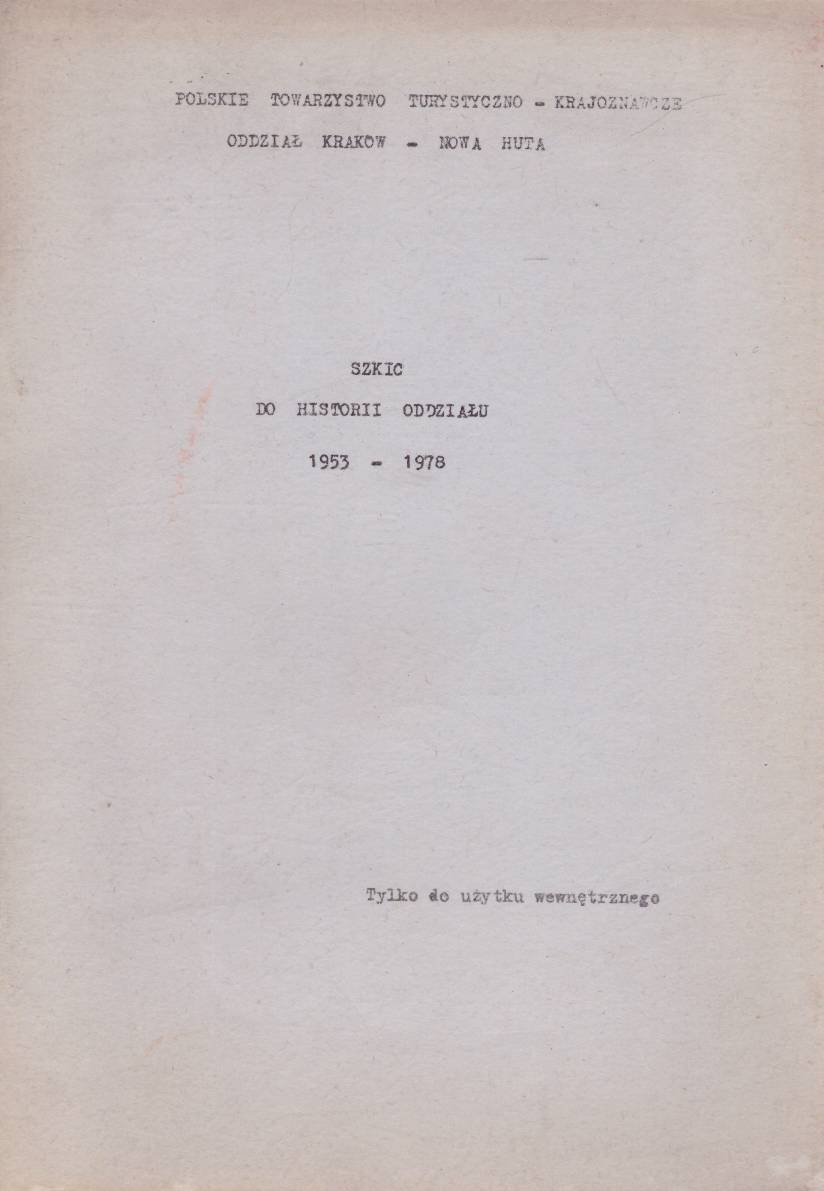 POLSKIE TOWARZYSTWO TURYSTYCZNO - KRAJOZNAWCZE
ODDZIAŁ KRAKÓW - NOWA HUTA
SZKIC
DO HISTORII ODDZIAŁU
1953 - 1978
Tylko do użytku wewnętrznego